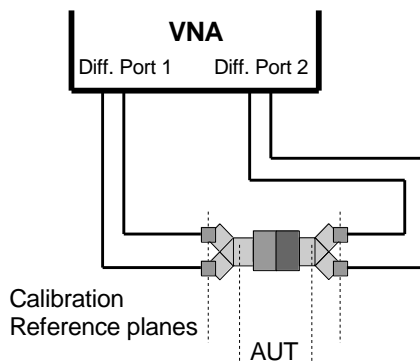 VNA
Diff. Port 1 Diff. Port 2
Calibration
Reference planes
AUT